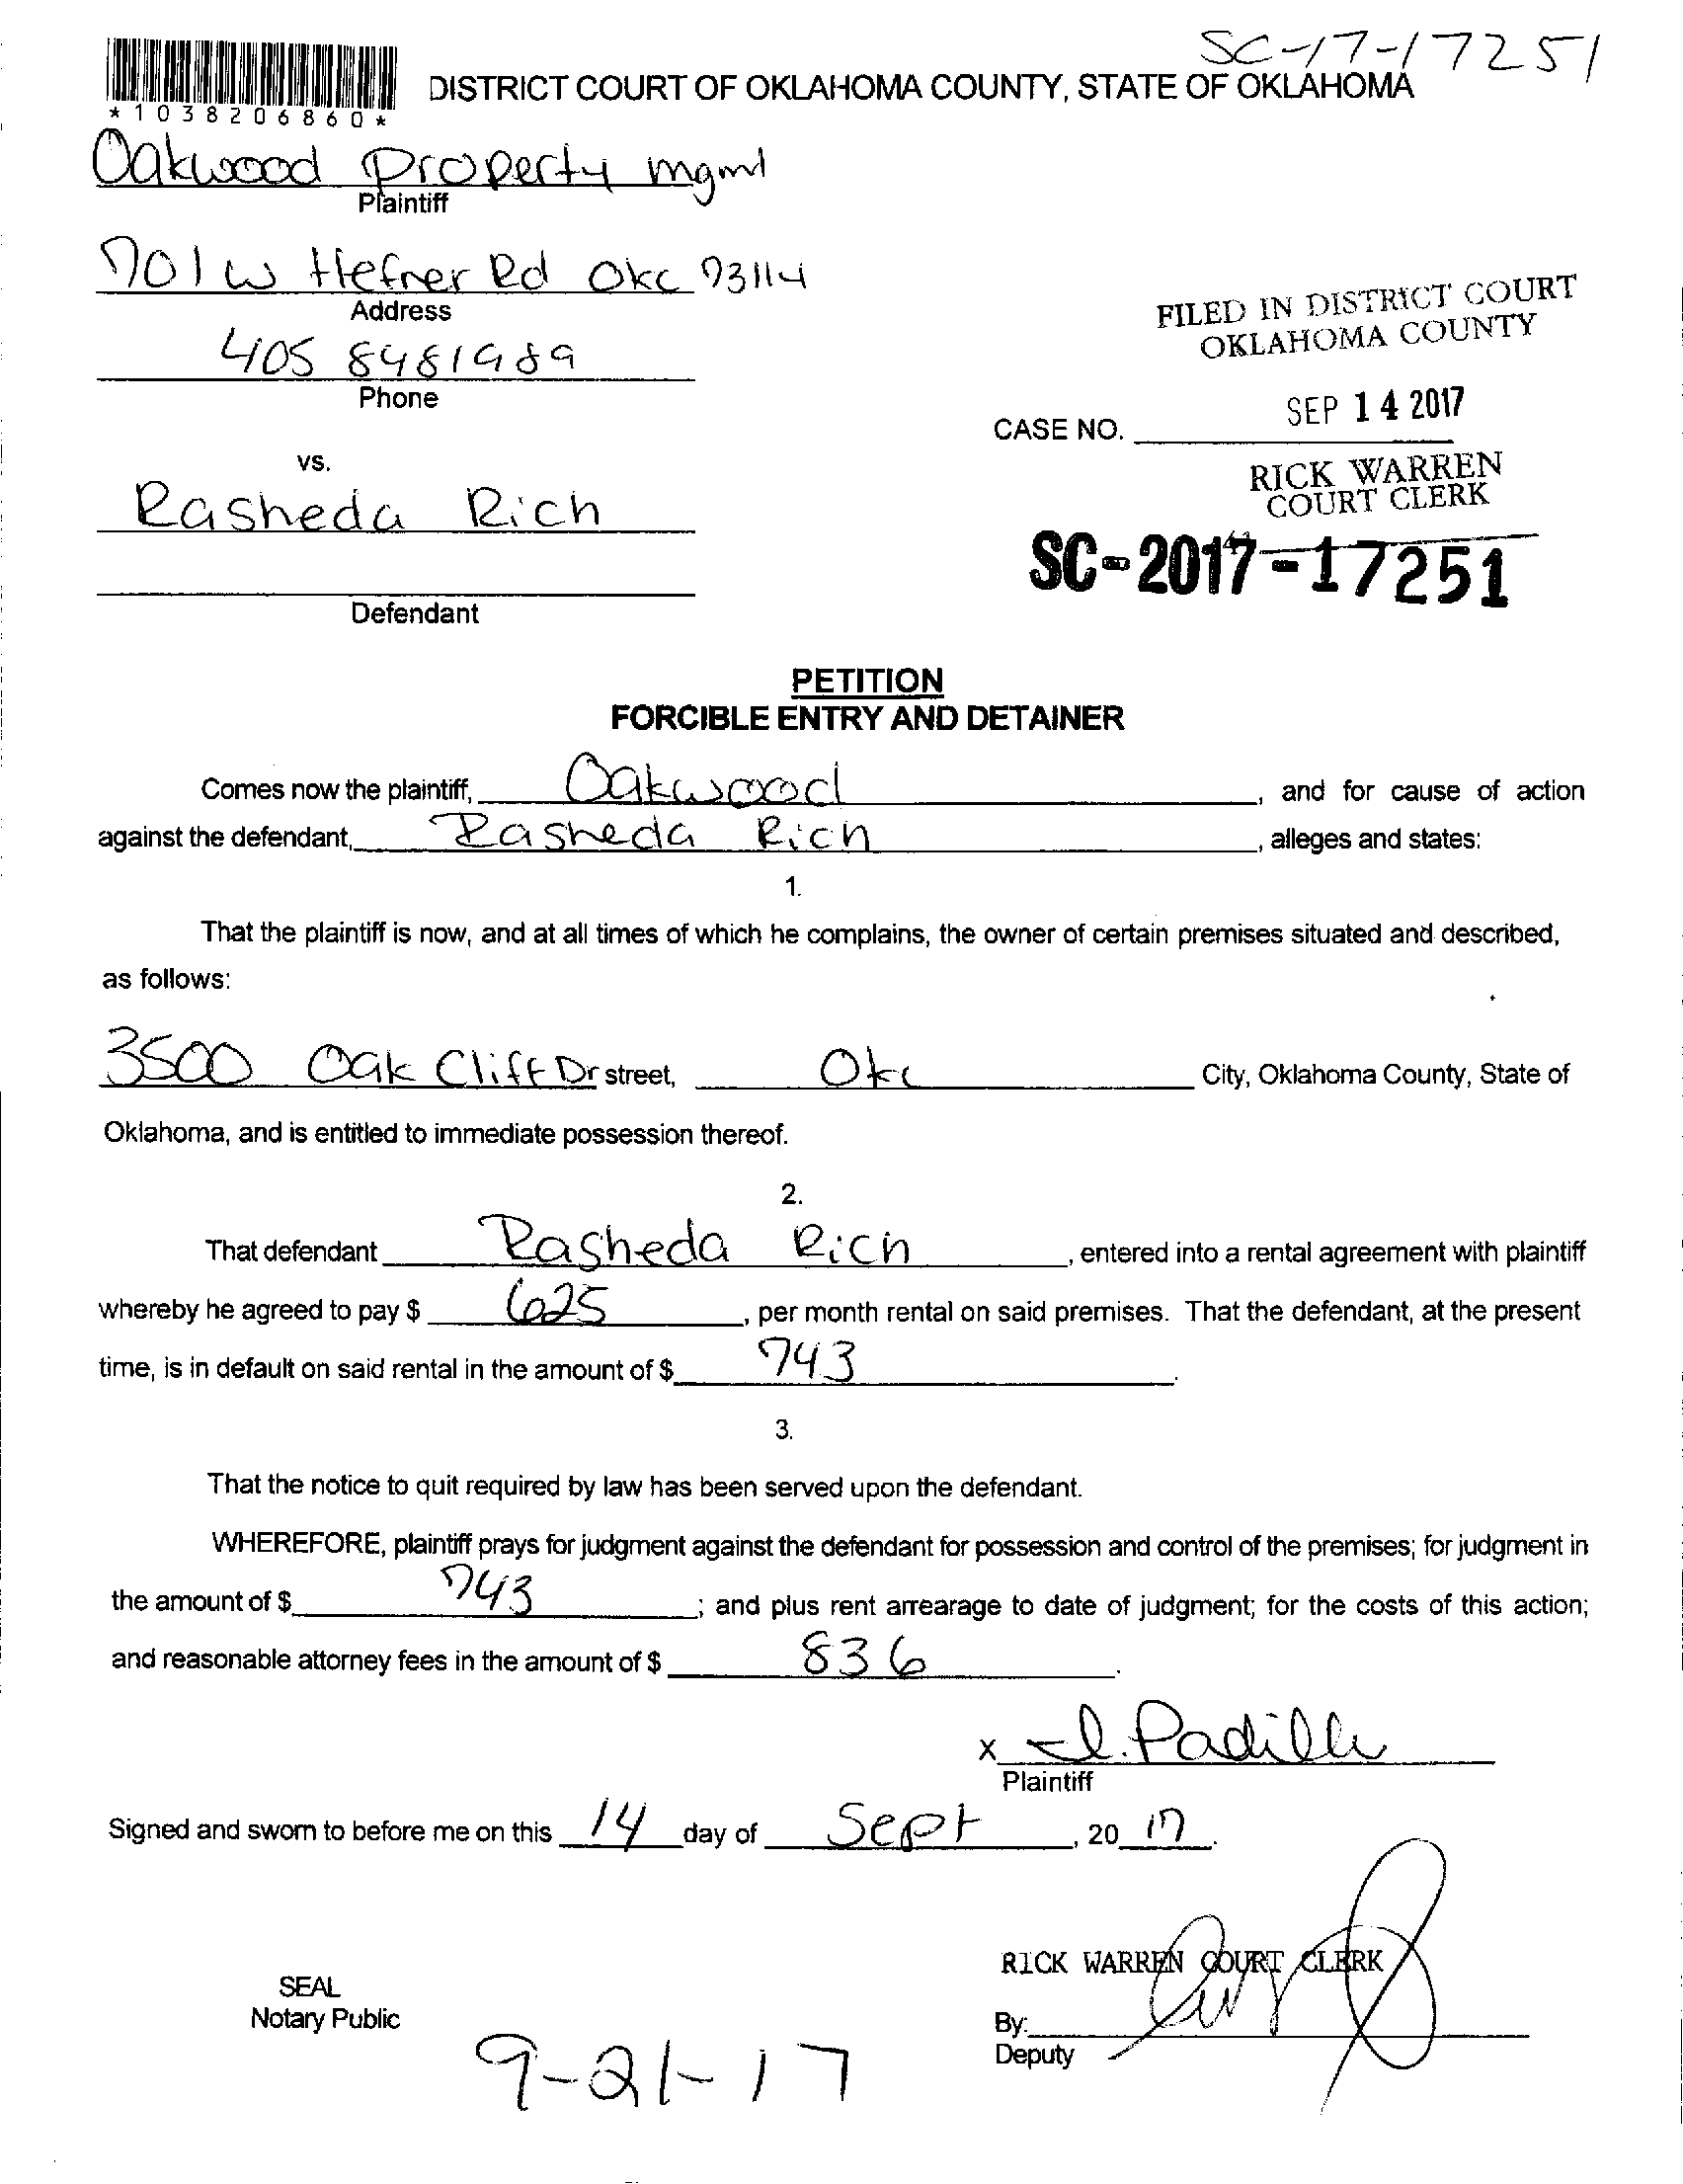 SC-17-17251
*1038206860*
DISTRICT COURT OF OKLAHOMA COUNTY, STATE OF OKLAHOMA
Oakwood Property mgmt
Plaintiff
701 W Hefner Rd Okc 73114
Address
405 8481989
Phone
FILED IN DISTRICT COURT
OKLAHOMA COUNTY
SEP 14 2017
CASE NO.
RICK WARREN
COURT CLERK
vs.
Rasheda Rich
SC-2017-17251
Defendant
PETITION
FORCIBLE ENTRY AND DETAINER
Comes now the plaintiff, Oakwood, and for cause of action
against the defendant, Rasheda Rich, alleges and states:
1.
That the plaintiff is now, and at all times of which he complains, the owner of certain premises situated and described,
as follows:
3500 Oak Cliff Dr street, Okc City, Oklahoma County, State of
Oklahoma, and is entitled to immediate possession thereof.
2.
That defendant Rasheda Rich, entered into a rental agreement with plaintiff
whereby he agreed to pay $ 625, per month rental on said premises. That the defendant, at the present
time, is in default on said rental in the amount of $ 743.
3.
That the notice to quit required by law has been served upon the defendant.
WHEREFORE, plaintiff prays for judgment against the defendant for possession and control of the premises; for judgment in
the amount of $ 743; and plus rent arrearage to date of judgment; for the costs of this action;
and reasonable attorney fees in the amount of $ 836.
x I. Padilla
Plaintiff
Signed and sworn to before me on this 14 day of Sept, 20 17.
RICK WARREN COURT CLERK
SEAL
Notary Public
By:
Deputy
9-21-17